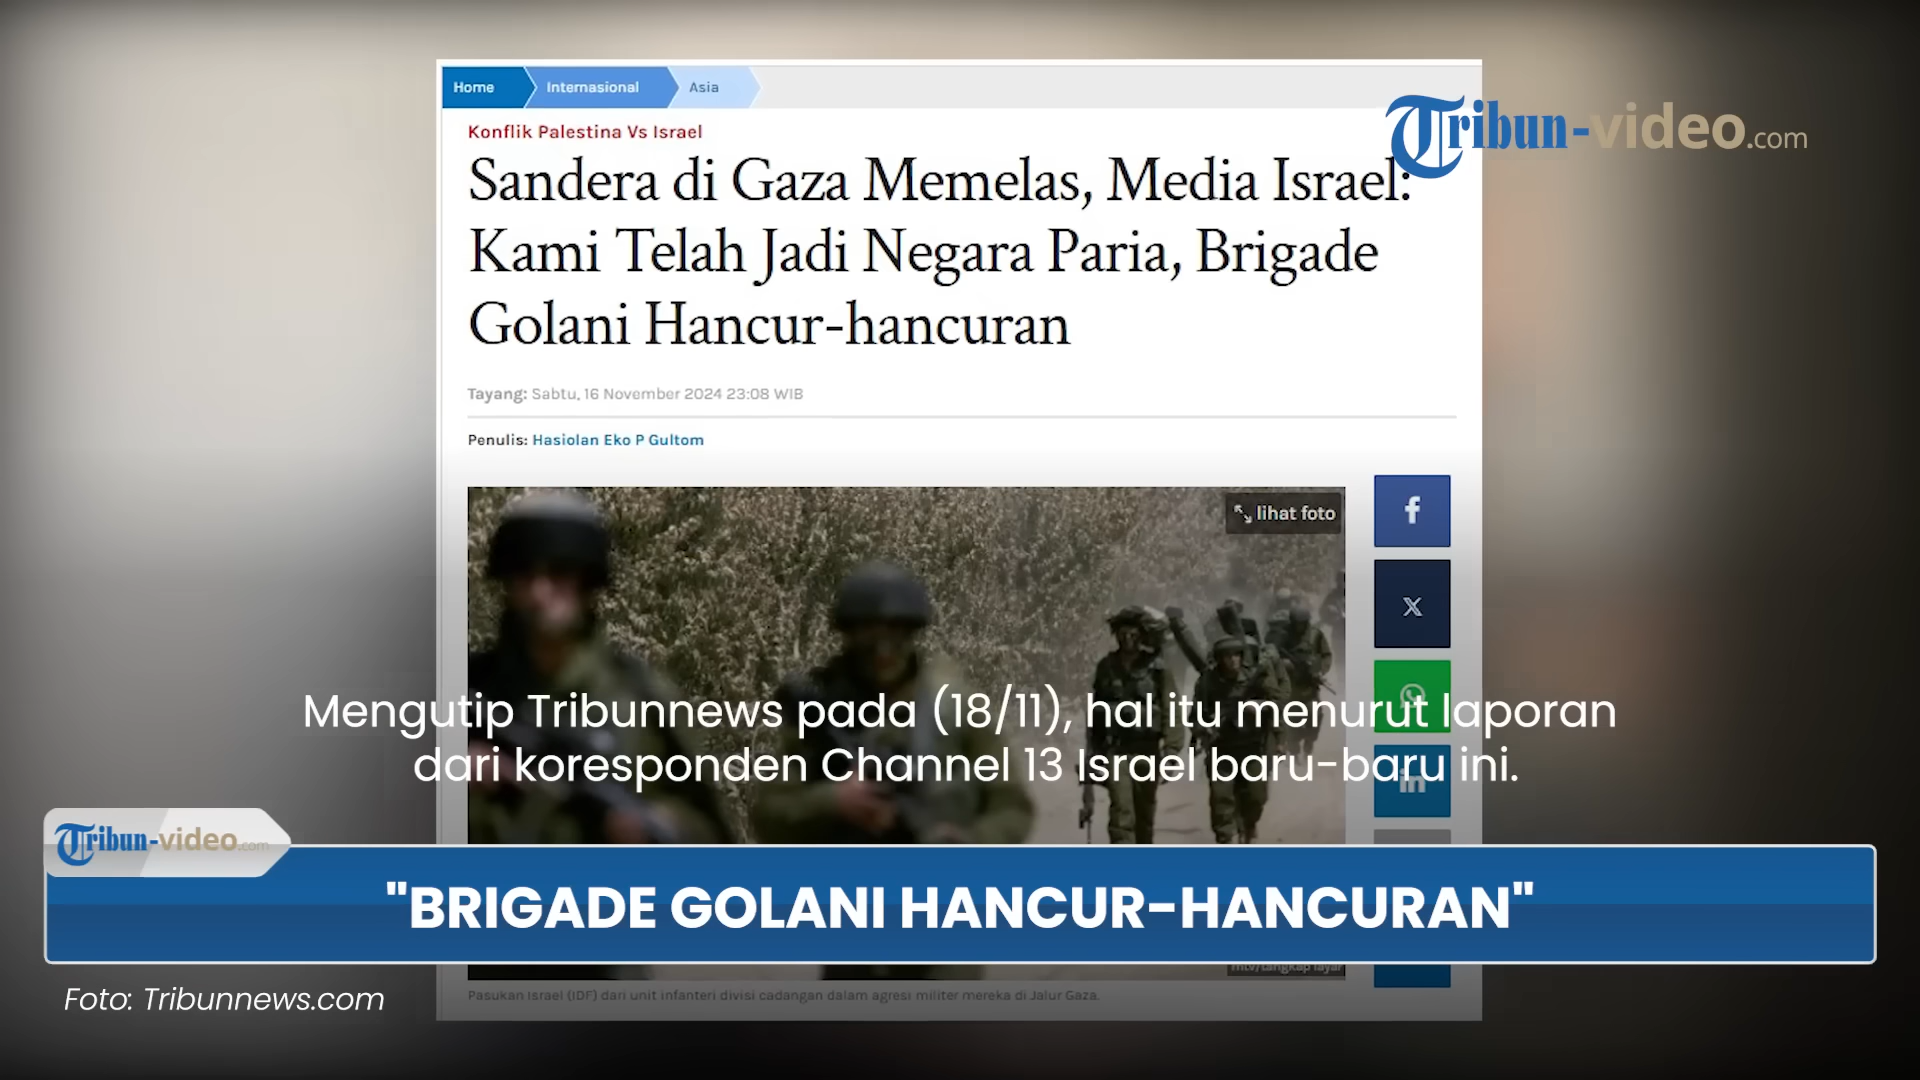 Home Internasional Asia
Tribun-video.com
Konflik Palestina Vs Israel
Sandera di Gaza Memelas, Media Israel:
Kami Telah Jadi Negara Paria, Brigade
Golani Hancur-hancuran
Tayang: Sabtu, 16 November 2024 23:08 WIB
Penulis: Hasiolan Eko P Gultom
lihat foto
Mengutip Tribunnews pada (18/11), hal itu menurut laporan
dari koresponden Channel 13 Israel baru-baru ini.
Tribun-video.com
"BRIGADE GOLANI HANCUR-HANCURAN"
mtv/tangkap layar
Foto: Tribunnews.com
Pasukan Israel (IDF) dari unit infanteri divisi cadangan dalam agresi militer mereka di Jalur Gaza.